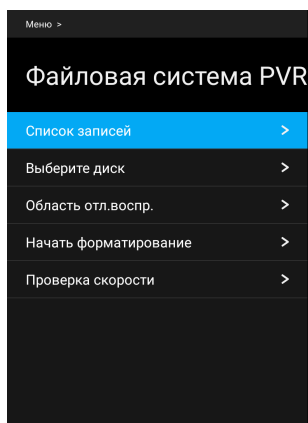 Меню >
Файловая система PVR
Список записей >
Выберите диск >
Область отл.воспр. >
Начать форматирование >
Проверка скорости >